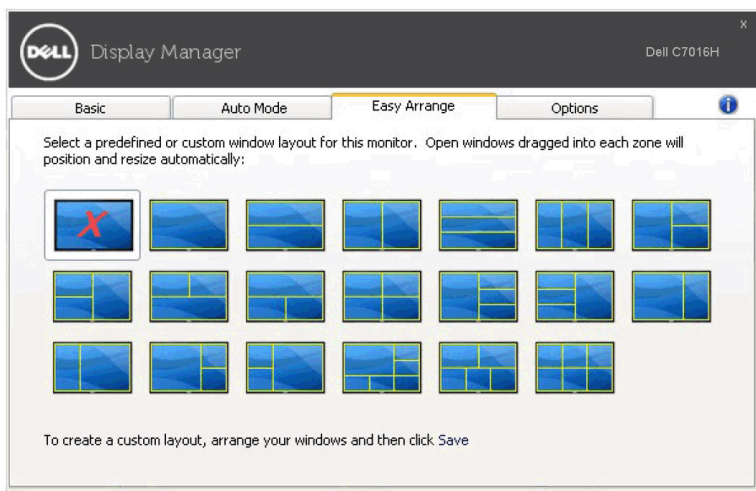 x
DELL Display Manager Dell C7016H
Basic Auto Mode Easy Arrange Options i
Select a predefined or custom window layout for this monitor. Open windows dragged into each zone will
position and resize automatically:
X
To create a custom layout, arrange your windows and then click Save